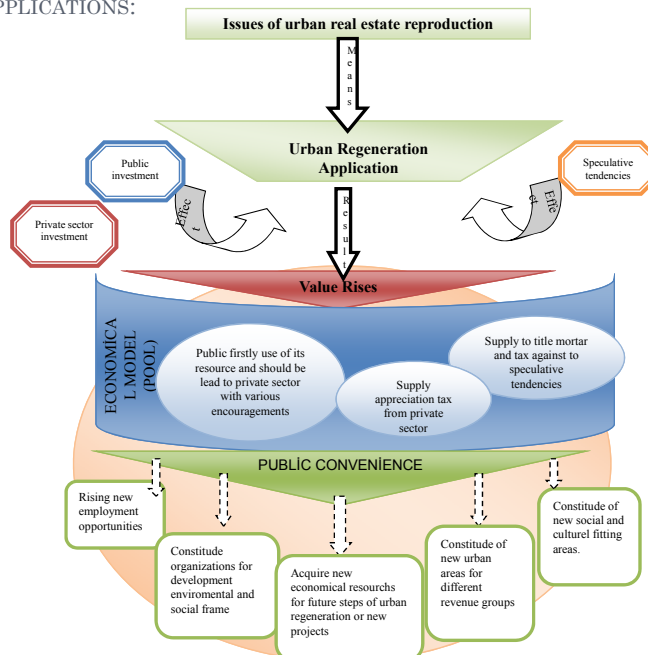 PPLICATIONS:
Issues of urban real estate reproduction
Means
Urban Regeneration
Application
Public
investment
Speculative
tendencies
Private sector
investment
Effec
t
Result
Effe
ct
Value Rises
ECONOMİCA
L MODEL
(POOL)
Public firstly use of its
resource and should be
lead to private sector
with various
encouragements
Supply
appreciation tax
from private
sector
Supply to title mortar
and tax against to
speculative
tendencies
PUBLİC CONVENİENCE
Rising new
employment
opportunities
Constitude
organizations for
development
enviromental and
social frame
Acquire new
economical resourchs
for future steps of urban
regeneration or new
projects
Constitute of
new urban
areas for
different
revenue groups
Constitute of
new social and
culturel fitting
areas.